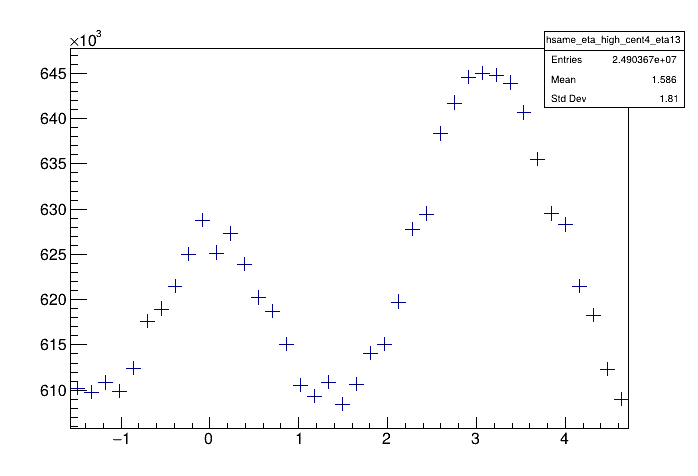 ×10³
hsame_eta_high_cent4_eta13
Entries 2.490367e+07
Mean 1.586
Std Dev 1.81
645
640
635
630
625
620
615
610
−1 0 1 2 3 4